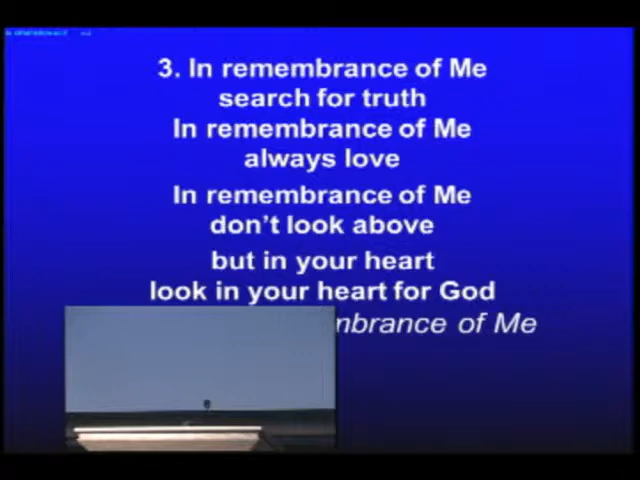 3. In remembrance of Me
search for truth
In remembrance of Me
always love
In remembrance of Me
don't look above
but in your heart
look in your heart for God
of Me